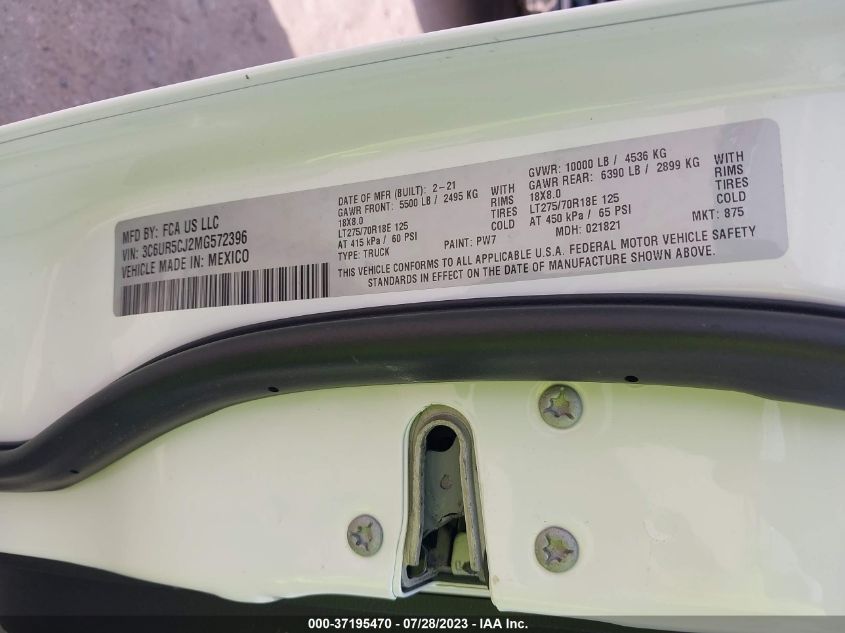 MFD BY: FCA US LLC
VIN: 3C6UR5CJ2MG572396
VEHICLE MADE IN: MEXICO
DATE OF MFR (BUILT): 2-21
GAWR FRONT: 5500 LB / 2495 KG WITH
18X8.0 RIMS
LT275/70R18E 125 TIRES
AT 415 kPa / 60 PSI COLD
TYPE: TRUCK PAINT: PW7
GVWR: 10000 LB / 4536 KG
GAWR REAR: 6390 LB / 2899 KG WITH
18X8.0 RIMS
LT275/70R18E 125 TIRES
AT 450 kPa / 65 PSI COLD
MDH: 021821 MKT: 875
THIS VEHICLE CONFORMS TO ALL APPLICABLE U.S.A. FEDERAL MOTOR VEHICLE SAFETY
STANDARDS IN EFFECT ON THE DATE OF MANUFACTURE SHOWN ABOVE.
000-37195470 - 07/28/2023 - IAA Inc.